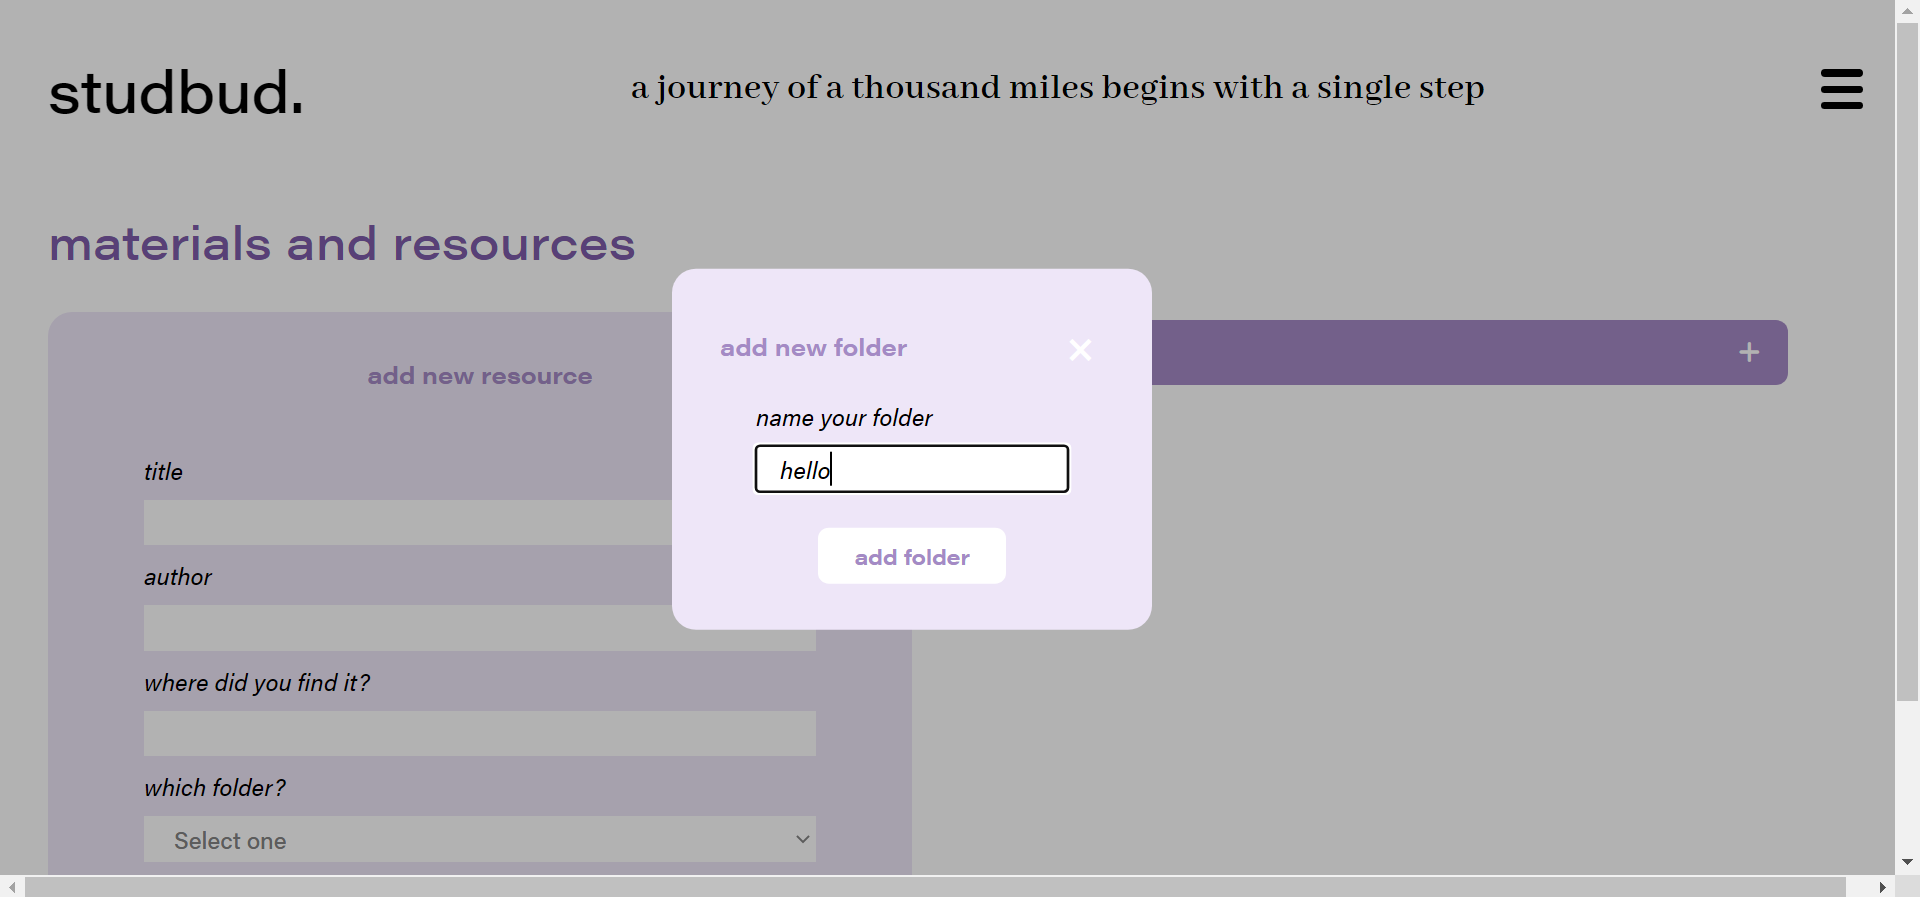 studbud.
a journey of a thousand miles begins with a single step
materials and resources
add new resource
title
author
where did you find it?
which folder?
Select one
add new folder
name your folder
hello
add folder